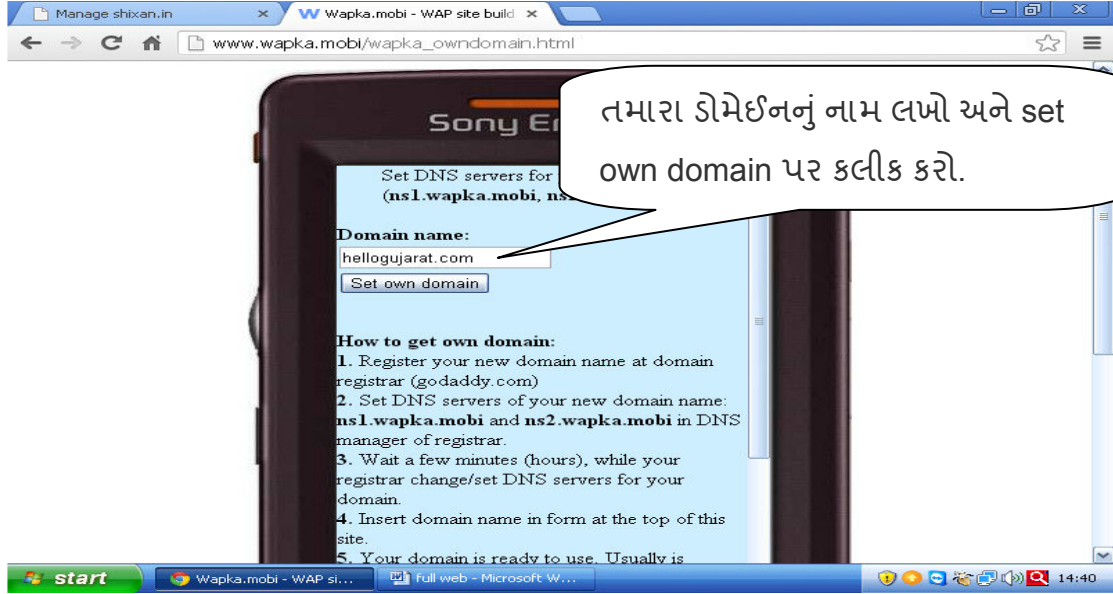 Manage shixan.in
Wapka.mobi - WAP site build
www.wapka.mobi/wapka_owndomain.html
Sony Er
તમારા ડોમેઈનનું નામ લખો અને set
own domain પર કલીક કરો.
Set DNS servers for
(ns1.wapka.mobi,
Domain name:
hellogujarat.com
Set own domain
How to get own domain:
1. Register your new domain name at domain
registrar (godaddy.com)
2. Set DNS servers of your new domain name:
ns1.wapka.mobi and ns2.wapka.mobi in DNS
manager of registrar.
3. Wait a few minutes (hours), while your
registrar change/set DNS servers for your
domain.
4. Insert domain name in form at the top of this
site.
5. Your domain is ready to use. Usually is
start
Wapka.mobi - WAP si...
full web - Microsoft W...
14:40